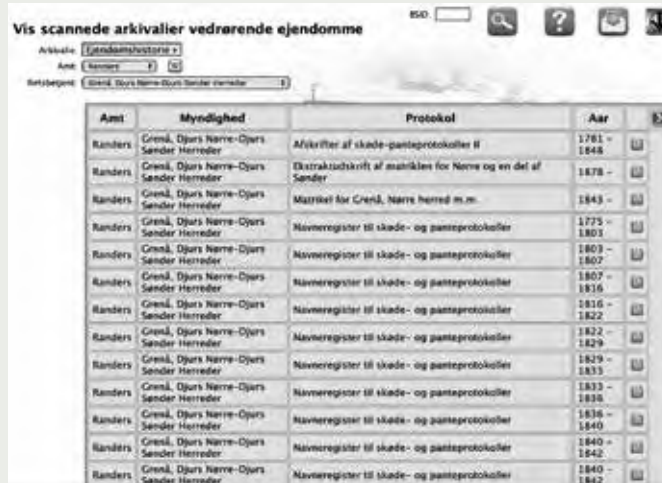 BSID:
Vis scannede arkivalier vedrørende ejendomme
Arkivalie: Ejendomshistorie
Amt: Randers
Retsbetjent: Grenå, Djurs Nørre-Djurs Sønder Herreder
Amt Myndighed Protokol Aar
Randers Grenå, Djurs Nørre-Djurs Sønder Herreder Afskrifter af skøde-panteprotokoller II 1781 - 1848
Randers Grenå, Djurs Nørre-Djurs Sønder Herreder Ekstraktudskrift af matriklen for Nørre og en del af Sønder 1878 -
Randers Grenå, Djurs Nørre-Djurs Sønder Herreder Matrikel for Grenå, Nørre herred m.m. 1843 -
Randers Grenå, Djurs Nørre-Djurs Sønder Herreder Navneregister til skøde- og panteprotokoller 1775 - 1803
Randers Grenå, Djurs Nørre-Djurs Sønder Herreder Navneregister til skøde- og panteprotokoller 1803 - 1807
Randers Grenå, Djurs Nørre-Djurs Sønder Herreder Navneregister til skøde- og panteprotokoller 1807 - 1816
Randers Grenå, Djurs Nørre-Djurs Sønder Herreder Navneregister til skøde- og panteprotokoller 1816 - 1822
Randers Grenå, Djurs Nørre-Djurs Sønder Herreder Navneregister til skøde- og panteprotokoller 1822 - 1829
Randers Grenå, Djurs Nørre-Djurs Sønder Herreder Navneregister til skøde- og panteprotokoller 1829 - 1833
Randers Grenå, Djurs Nørre-Djurs Sønder Herreder Navneregister til skøde- og panteprotokoller 1833 - 1836
Randers Grenå, Djurs Nørre-Djurs Sønder Herreder Navneregister til skøde- og panteprotokoller 1836 - 1840
Randers Grenå, Djurs Nørre-Djurs Sønder Herreder Navneregister til skøde- og panteprotokoller 1840 - 1842
Randers Grenå, Djurs Nørre-Djurs Sønder Herreder Navneregister til skøde- og panteprotokoller 1840 - 1842